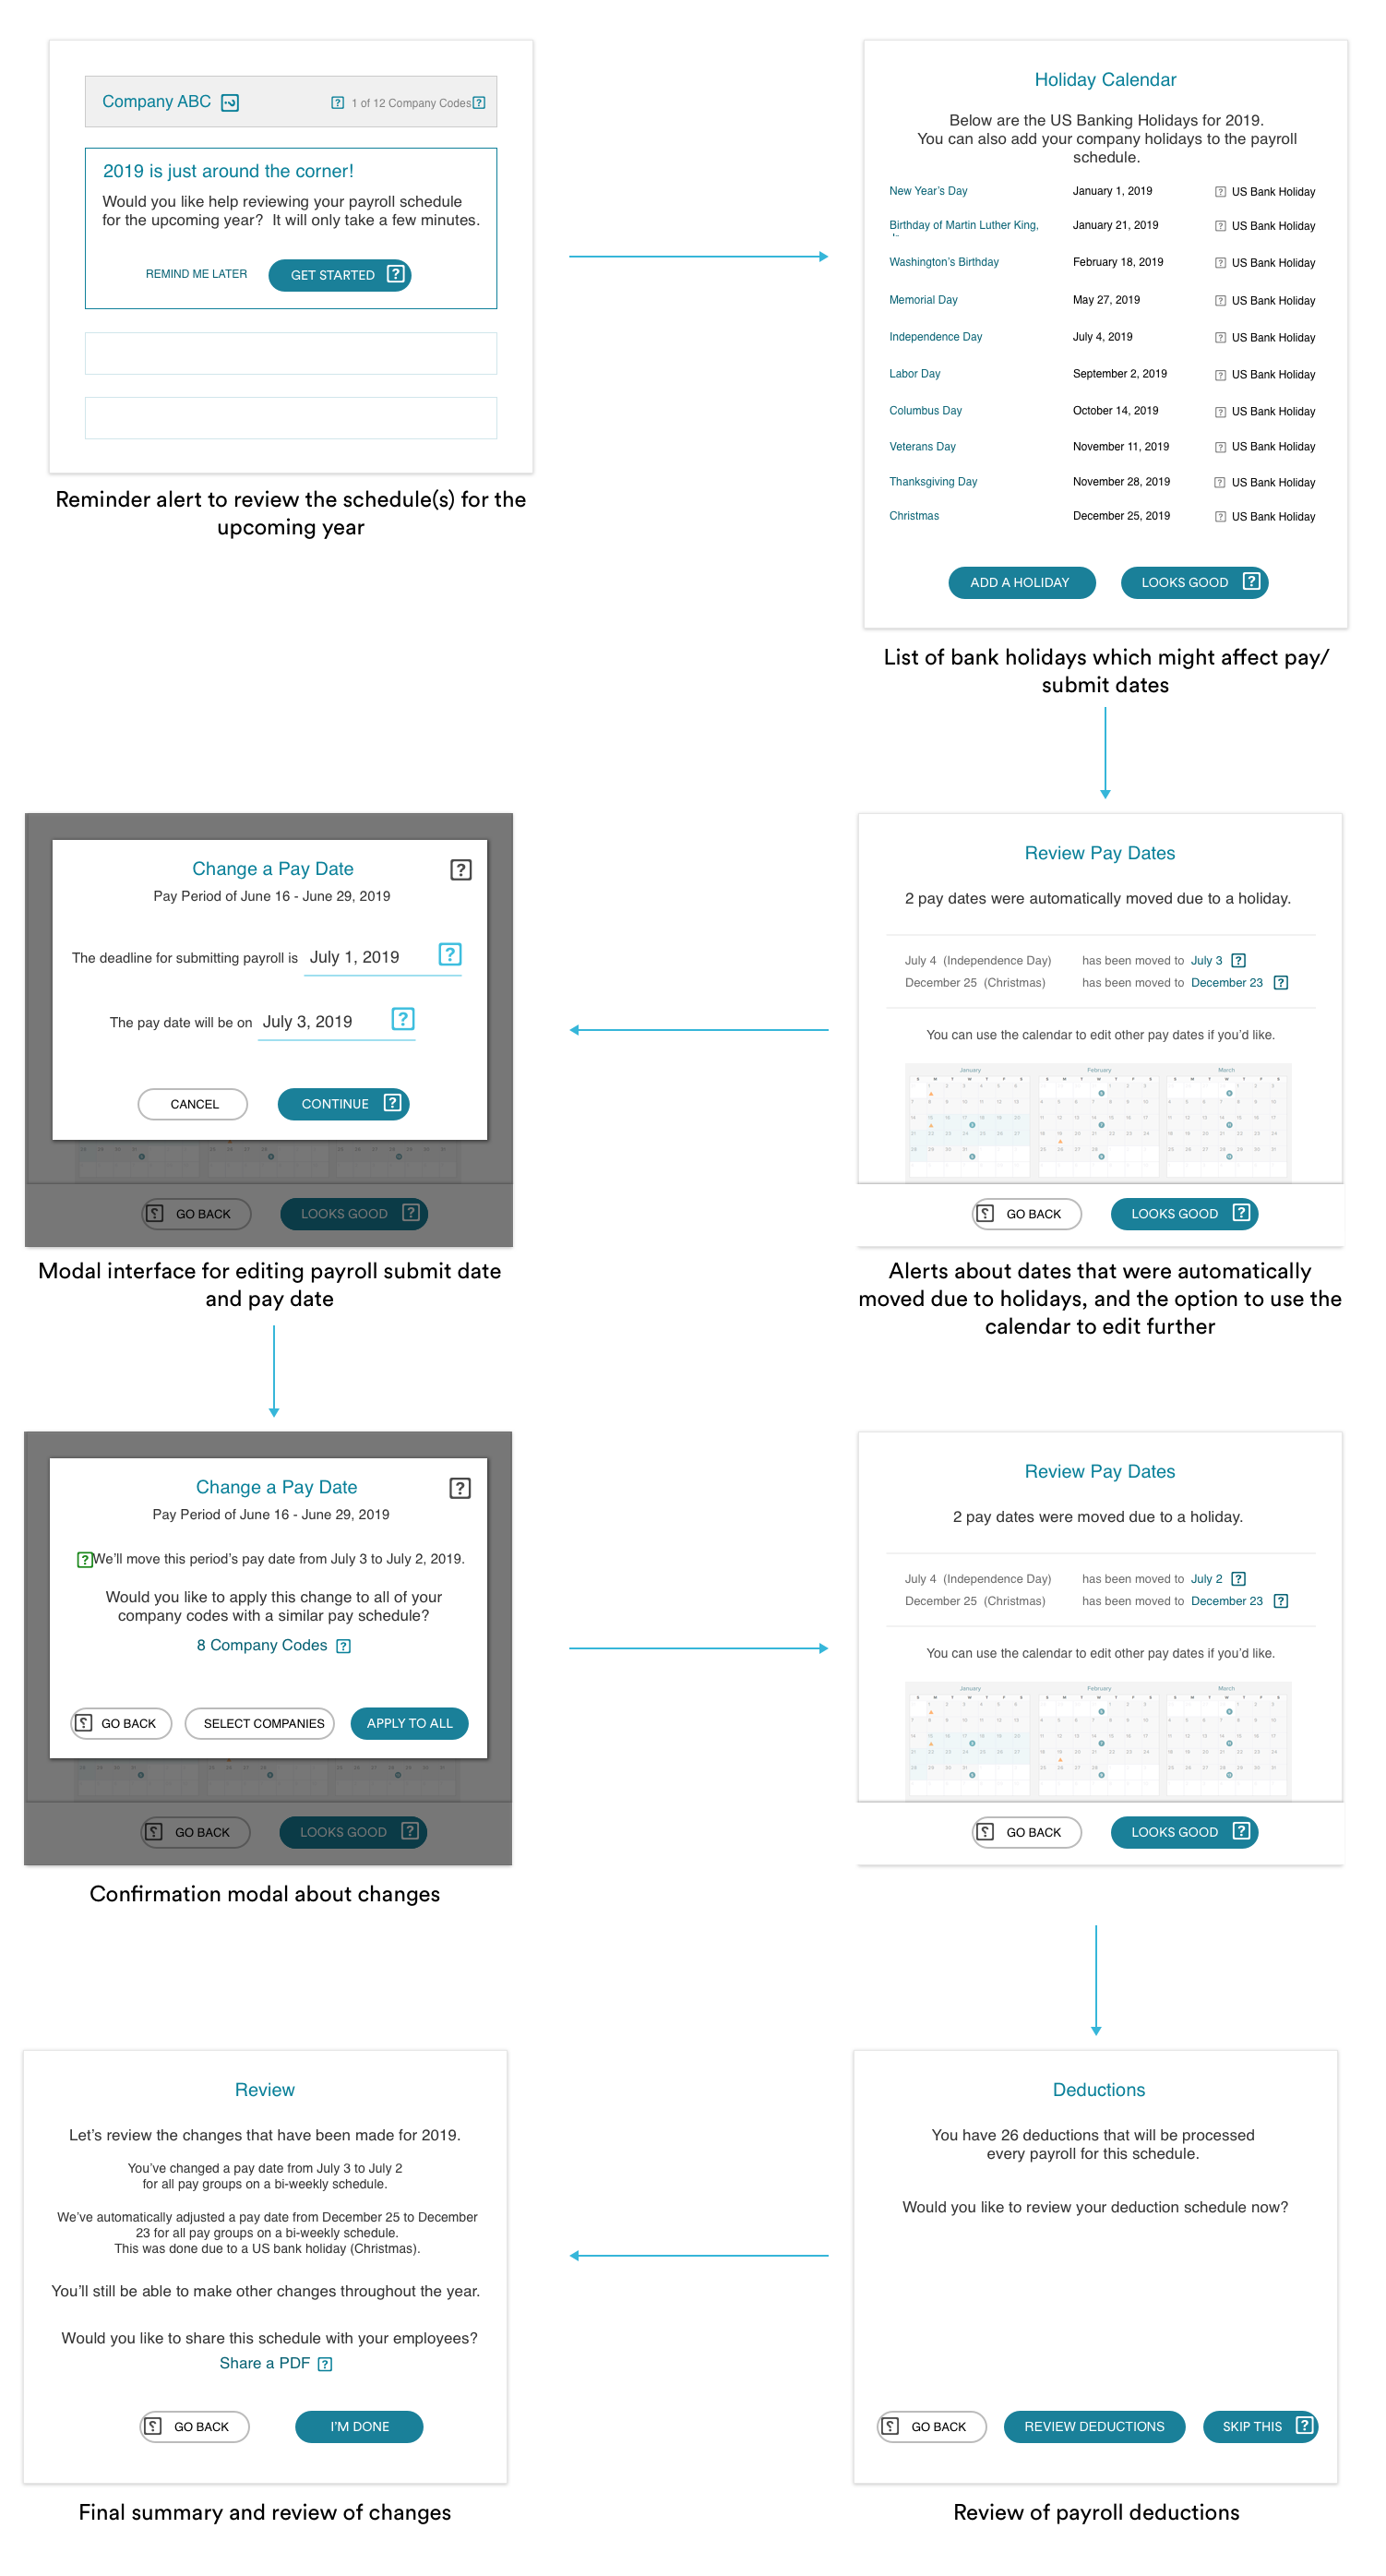 Company ABC
1 of 12 Company Codes
2019 is just around the corner!
Would you like help reviewing your payroll schedule
for the upcoming year? It will only take a few minutes.
REMIND ME LATER
GET STARTED
Reminder alert to review the schedule(s) for the
upcoming year
Holiday Calendar
Below are the US Banking Holidays for 2019.
You can also add your company holidays to the payroll
schedule.
New Year's Day January 1, 2019 US Bank Holiday
Birthday of Martin Luther King, January 21, 2019 US Bank Holiday
Washington's Birthday February 18, 2019 US Bank Holiday
Memorial Day May 27, 2019 US Bank Holiday
Independence Day July 4, 2019 US Bank Holiday
Labor Day September 2, 2019 US Bank Holiday
Columbus Day October 14, 2019 US Bank Holiday
Veterans Day November 11, 2019 US Bank Holiday
Thanksgiving Day November 28, 2019 US Bank Holiday
Christmas December 25, 2019 US Bank Holiday
ADD A HOLIDAY
LOOKS GOOD
List of bank holidays which might affect pay/
submit dates
Review Pay Dates
2 pay dates were automatically moved due to a holiday.
July 4 (Independence Day) has been moved to July 3
December 25 (Christmas) has been moved to December 23
You can use the calendar to edit other pay dates if you'd like.
January February March
GO BACK
LOOKS GOOD
Alerts about dates that were automatically
moved due to holidays, and the option to use the
calendar to edit further
Change a Pay Date
Pay Period of June 16 - June 29, 2019
The deadline for submitting payroll is July 1, 2019
The pay date will be on July 3, 2019
CANCEL
CONTINUE
GO BACK
LOOKS GOOD
Modal interface for editing payroll submit date
and pay date
Change a Pay Date
Pay Period of June 16 - June 29, 2019
We'll move this period's pay date from July 3 to July 2, 2019.
Would you like to apply this change to all of your
company codes with a similar pay schedule?
8 Company Codes
GO BACK
SELECT COMPANIES
APPLY TO ALL
GO BACK
LOOKS GOOD
Confirmation modal about changes
Review Pay Dates
2 pay dates were moved due to a holiday.
July 4 (Independence Day) has been moved to July 2
December 25 (Christmas) has been moved to December 23
You can use the calendar to edit other pay dates if you'd like.
January February March
GO BACK
LOOKS GOOD
Deductions
You have 26 deductions that will be processed
every payroll for this schedule.
Would you like to review your deduction schedule now?
GO BACK
REVIEW DEDUCTIONS
SKIP THIS
Review of payroll deductions
Review
Let's review the changes that have been made for 2019.
You've changed a pay date from July 3 to July 2
for all pay groups on a bi-weekly schedule.
We've automatically adjusted a pay date from December 25 to December
23 for all pay groups on a bi-weekly schedule.
This was done due to a US bank holiday (Christmas).
You'll still be able to make other changes throughout the year.
Would you like to share this schedule with your employees?
Share a PDF
GO BACK
I'M DONE
Final summary and review of changes